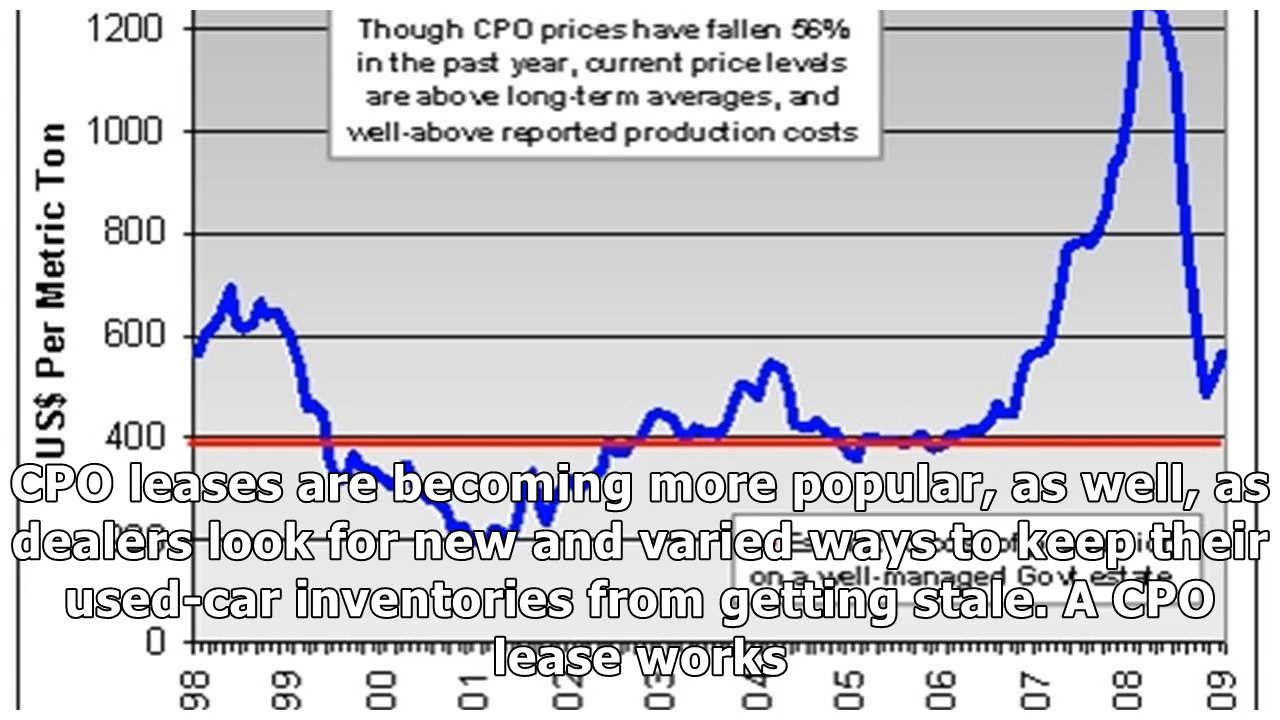 1200
Though CPO prices have fallen 56%
in the past year, current price levels
are above long-term averages, and
well-above reported production costs
1000
US$ Per Metric Ton
800
600
400
CPO leases are becoming more popular, as well, as
dealers look for new and varied ways to keep their
on a well-managed Govt estate
used-car inventories from getting stale. A CPO
0
lease works
98 99 00 01 02 03 04 05 06 07 08 09